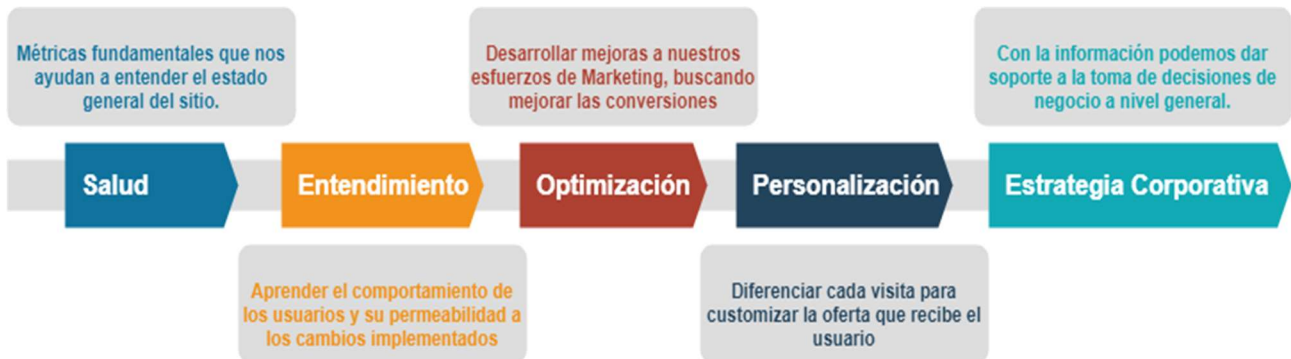 Métricas fundamentales que nos
ayudan a entender el estado
general del sitio.
Desarrollar mejoras a nuestros
esfuerzos de Marketing, buscando
mejorar las conversiones
Con la información podemos dar
soporte a la toma de decisiones de
negocio a nivel general.
Salud
Entendimiento
Optimización
Personalización
Estrategia Corporativa
Aprender el comportamiento de
los usuarios y su permeabilidad a
los cambios implementados
Diferenciar cada visita para
customizar la oferta que recibe el
usuario